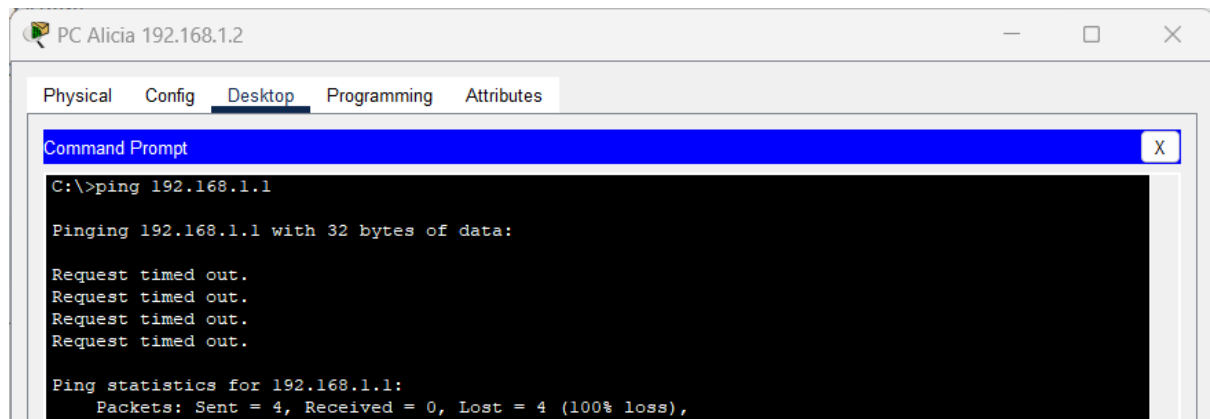 PC Alicia 192.168.1.2
Physical Config Desktop Programming Attributes
Command Prompt X
C:\>ping 192.168.1.1
Pinging 192.168.1.1 with 32 bytes of data:
Request timed out.
Request timed out.
Request timed out.
Request timed out.
Ping statistics for 192.168.1.1:
Packets: Sent = 4, Received = 0, Lost = 4 (100% loss),